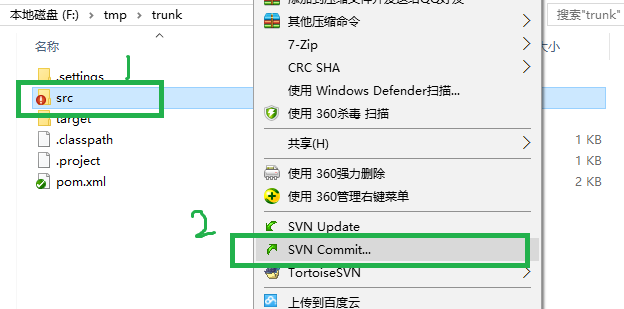 本地磁盘 (F:) > tmp > trunk
搜索"trunk"
名称
大小
.settings
src
target
.classpath
1 KB
.project
1 KB
pom.xml
2 KB
1
2
其他压缩命令
7-Zip
CRC SHA
使用 Windows Defender扫描...
使用 360杀毒 扫描
共享(H)
使用 360强力删除
使用 360管理右键菜单
SVN Update
SVN Commit...
TortoiseSVN
上传到百度云